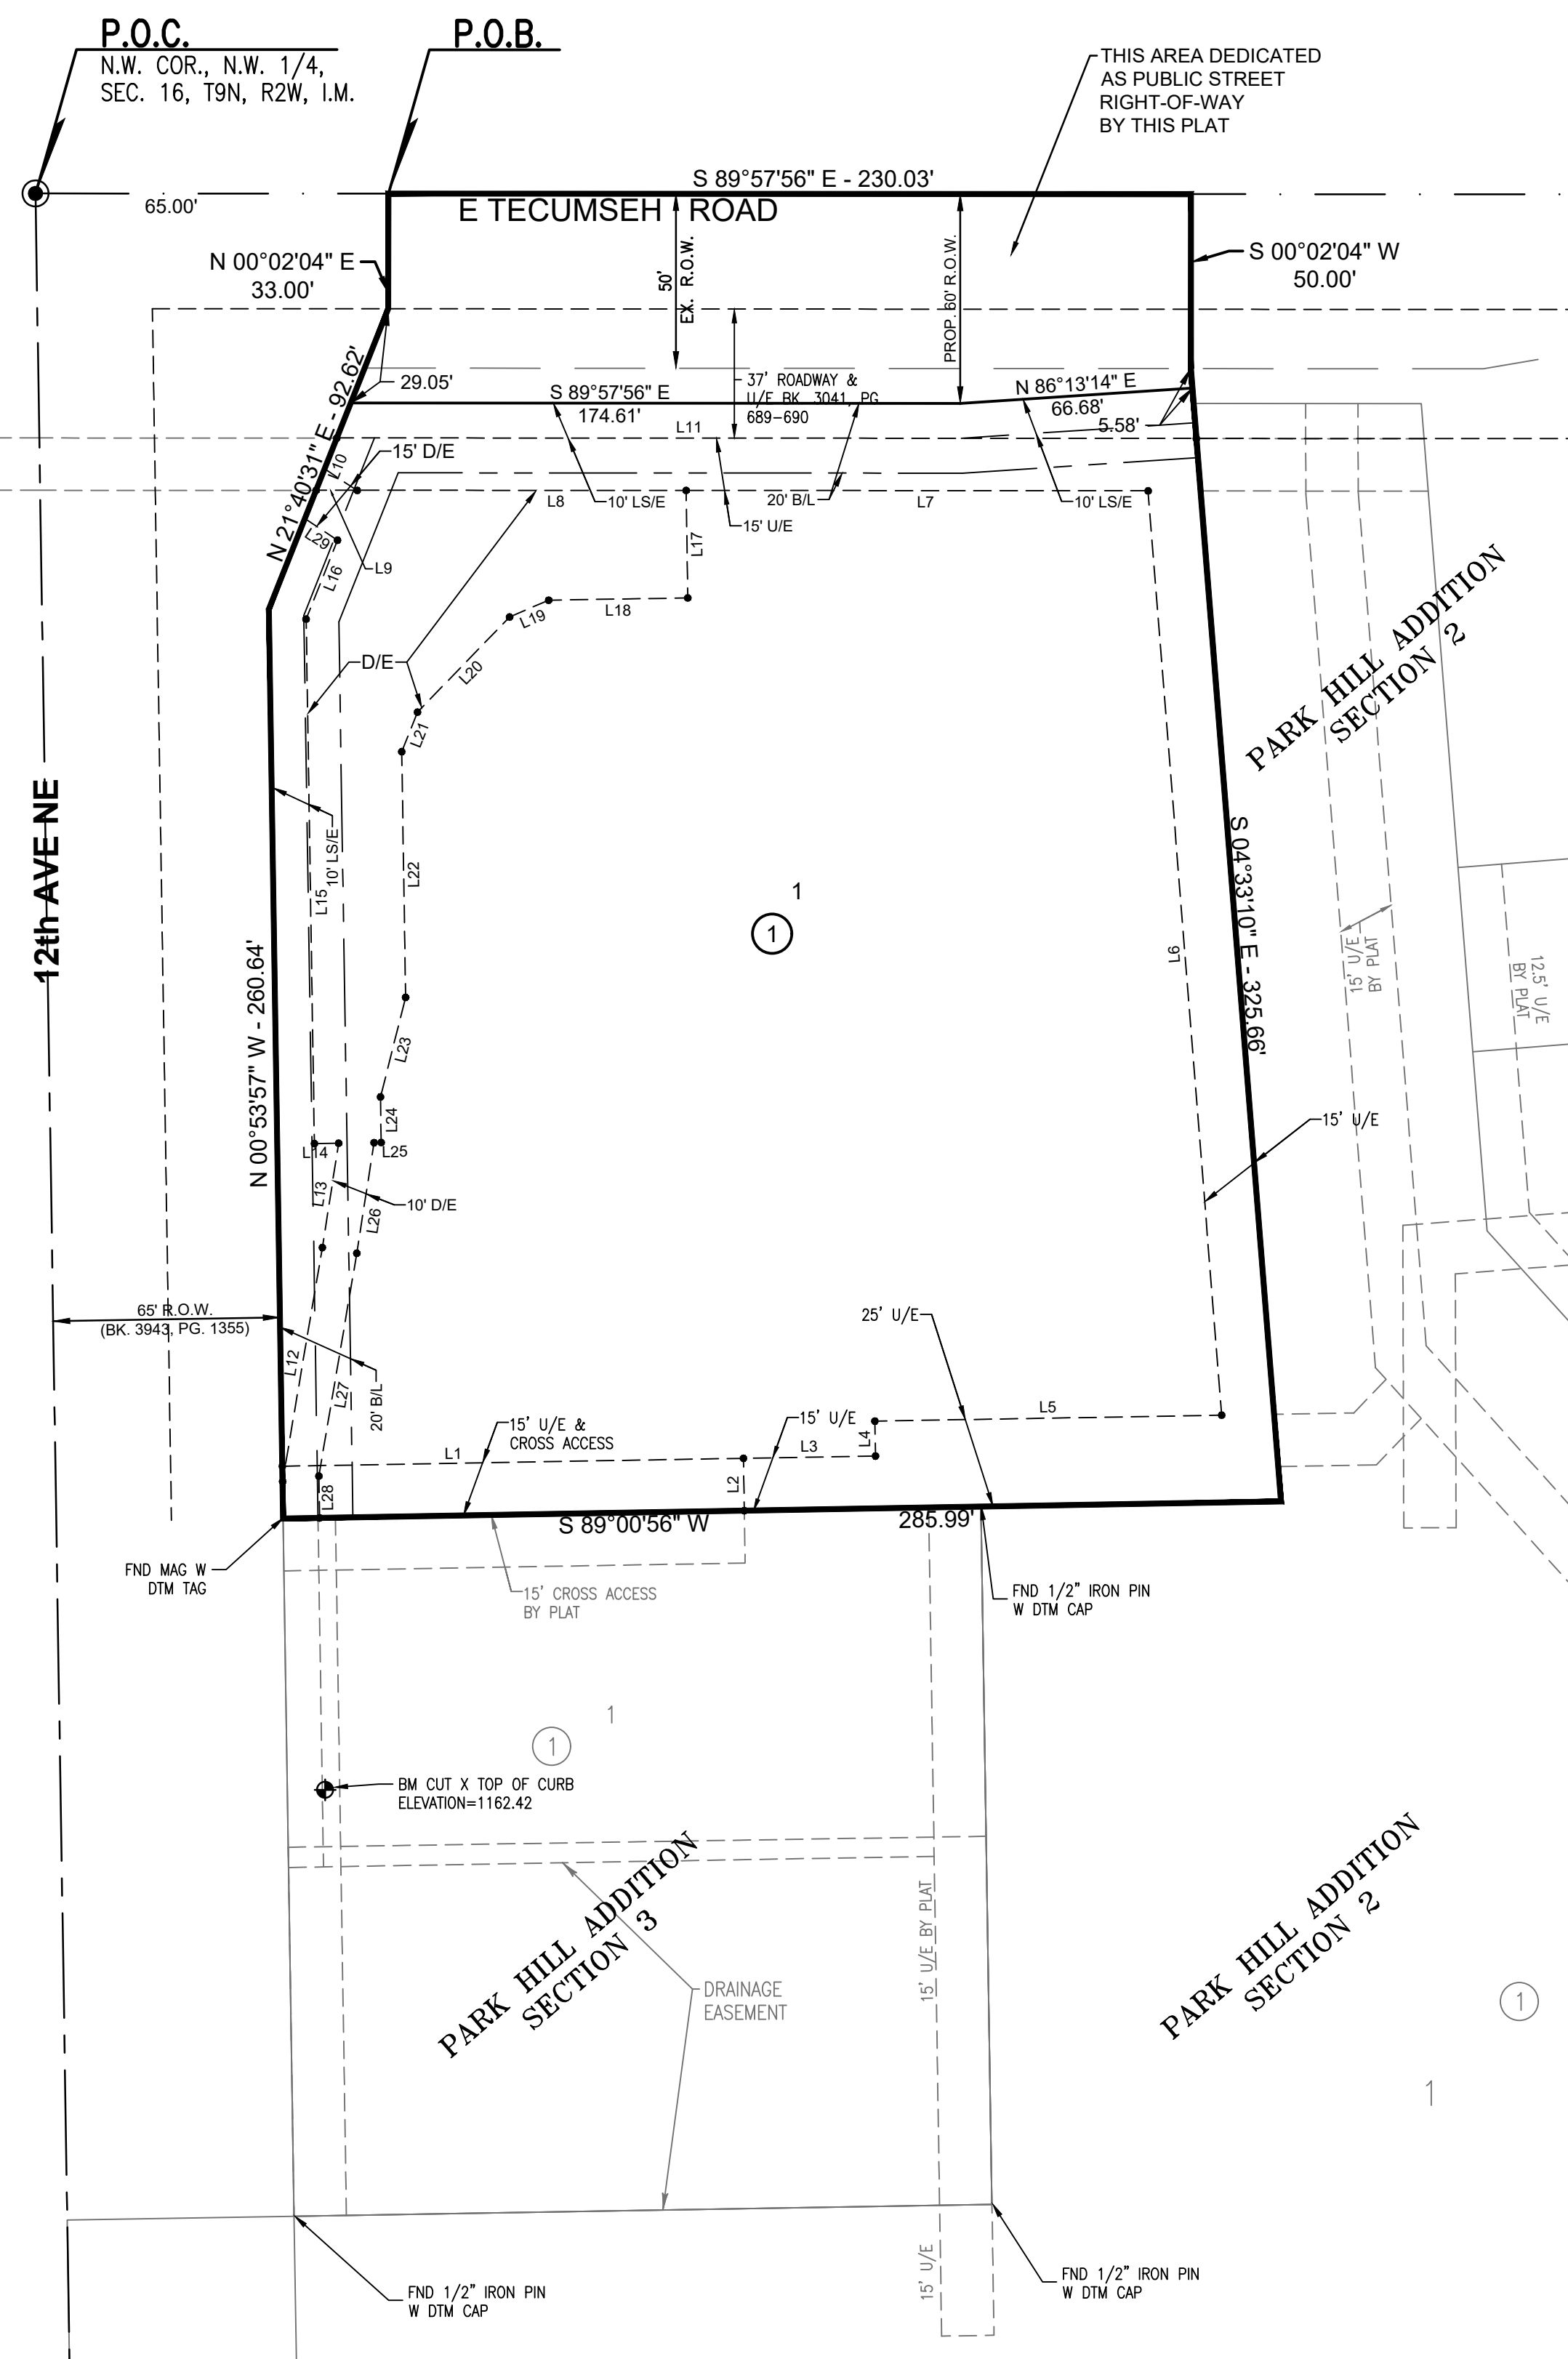 P.O.C.
N.W. COR., N.W. 1/4,
SEC. 16, T9N, R2W, I.M.
P.O.B.
THIS AREA DEDICATED
AS PUBLIC STREET
RIGHT-OF-WAY
BY THIS PLAT
65.00'
S 89°57'56" E - 230.03'
E TECUMSEH ROAD
N 00°02'04" E
33.00'
50'
EX. R.O.W.
PROP. 60' R.O.W.
S 00°02'04" W
50.00'
N 21°40'31" E - 92.62'
29.05'
S 89°57'56" E
174.61'
37' ROADWAY &
U/E BK. 3041, PG.
689-690
N 86°13'14" E
66.68'
5.58'
L11
L10
15' D/E
L8
10' LS/E
20' B/L
L7
10' LS/E
15' U/E
L29
L9
L16
L17
L18
L19
L20
D/E
L21
PARK HILL ADDITION
SECTION 2
12th AVE NE
10' LS/E
L15
L22
1
1
L6
S 04°33'10" E - 325.66'
15' U/E
BY PLAT
12.5' U/E
BY PLAT
N 00°53'57" W - 260.64'
L23
L24
L14
L25
15' U/E
L13
L26
10' D/E
65' R.O.W.
(BK. 3943, PG. 1355)
25' U/E
L12
L27
20' B/L
15' U/E &
CROSS ACCESS
15' U/E
L5
L1
L3
L4
L2
L28
S 89°00'56" W
285.99'
FND MAG W
DTM TAG
15' CROSS ACCESS
BY PLAT
FND 1/2" IRON PIN
W DTM CAP
1
1
BM CUT X TOP OF CURB
ELEVATION=1162.42
PARK HILL ADDITION
SECTION 3
15' U/E BY PLAT
PARK HILL ADDITION
SECTION 2
DRAINAGE
EASEMENT
1
1
15' U/E
FND 1/2" IRON PIN
W DTM CAP
FND 1/2" IRON PIN
W DTM CAP